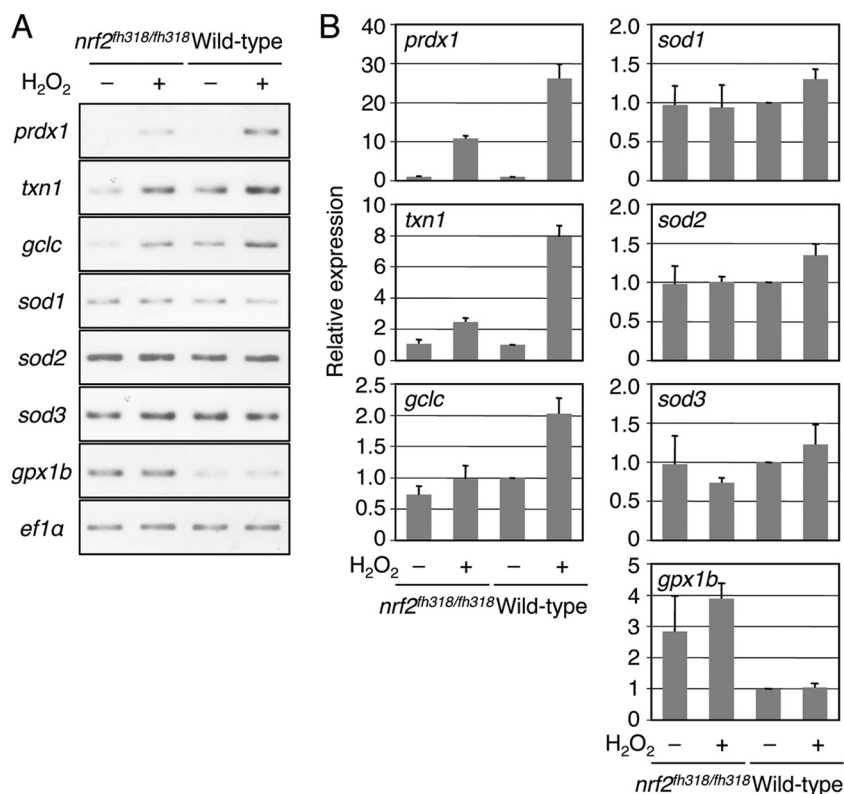 A
nrf2fh318/fh318 Wild-type
H2O2 – + – +
prdx1
txn1
gclc
sod1
sod2
sod3
gpx1b
ef1α
B
Relative expression
prdx1
40
30
20
10
0
txn1
8
6
4
2
0
gclc
2.5
2.0
1.5
1.0
0.5
0
H2O2 – + – +
nrf2fh318/fh318 Wild-type
sod1
2.0
1.5
1.0
0.5
0
sod2
2.0
1.5
1.0
0.5
0
sod3
2.0
1.5
1.0
0.5
0
gpx1b
5
4
3
2
1
0
H2O2 – + – +
nrf2fh318/fh318 Wild-type